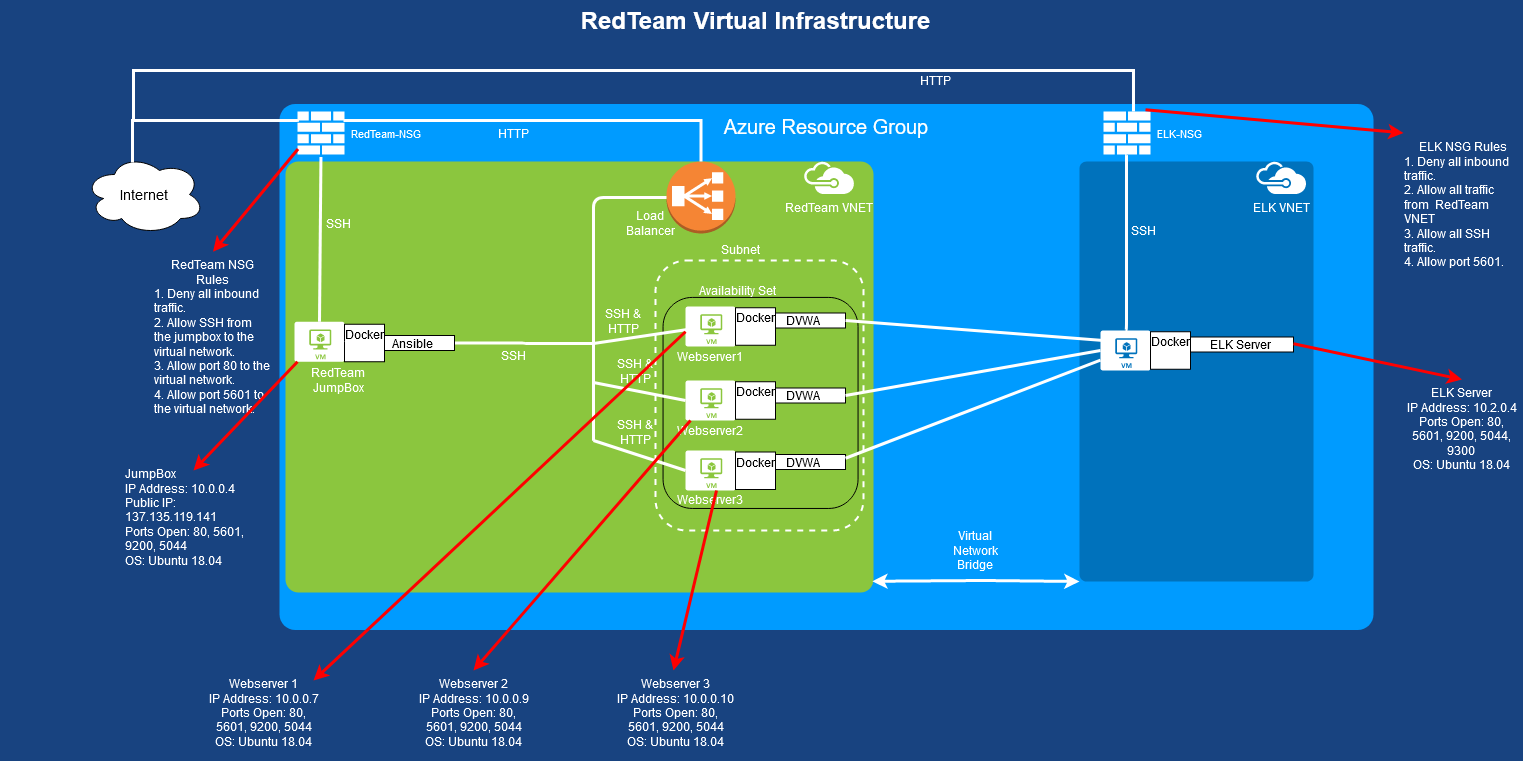 RedTeam Virtual Infrastructure
HTTP
RedTeam-NSG
HTTP
Azure Resource Group
ELK-NSG
Internet
SSH
Load
Balancer
RedTeam VNET
ELK VNET
SSH
ELK NSG Rules
1. Deny all inbound
traffic.
2. Allow all traffic
from RedTeam
VNET
3. Allow all SSH
traffic.
4. Allow port 5601.
RedTeam NSG
Rules
1. Deny all inbound
traffic.
2. Allow SSH from
the jumpbox to the
virtual network.
3. Allow port 80 to the
virtual network.
4. Allow port 5601 to
the virtual network.
Subnet
Availability Set
VM
Docker
Ansible
RedTeam
JumpBox
SSH
SSH &
HTTP
VM
Docker
DVWA
Webserver1
SSH &
HTTP
VM
Docker
DVWA
Webserver2
SSH &
HTTP
VM
Docker
DVWA
Webserver3
VM
Docker
ELK Server
ELK Server
IP Address: 10.2.0.4
Ports Open: 80,
5601, 9200, 5044,
9300
OS: Ubuntu 18.04
JumpBox
IP Address: 10.0.0.4
Public IP:
137.135.119.141
Ports Open: 80, 5601,
9200, 5044
OS: Ubuntu 18.04
Virtual
Network
Bridge
Webserver 1
IP Address: 10.0.0.7
Ports Open: 80,
5601, 9200, 5044
OS: Ubuntu 18.04
Webserver 2
IP Address: 10.0.0.9
Ports Open: 80,
5601, 9200, 5044
OS: Ubuntu 18.04
Webserver 3
IP Address: 10.0.0.10
Ports Open: 80,
5601, 9200, 5044
OS: Ubuntu 18.04